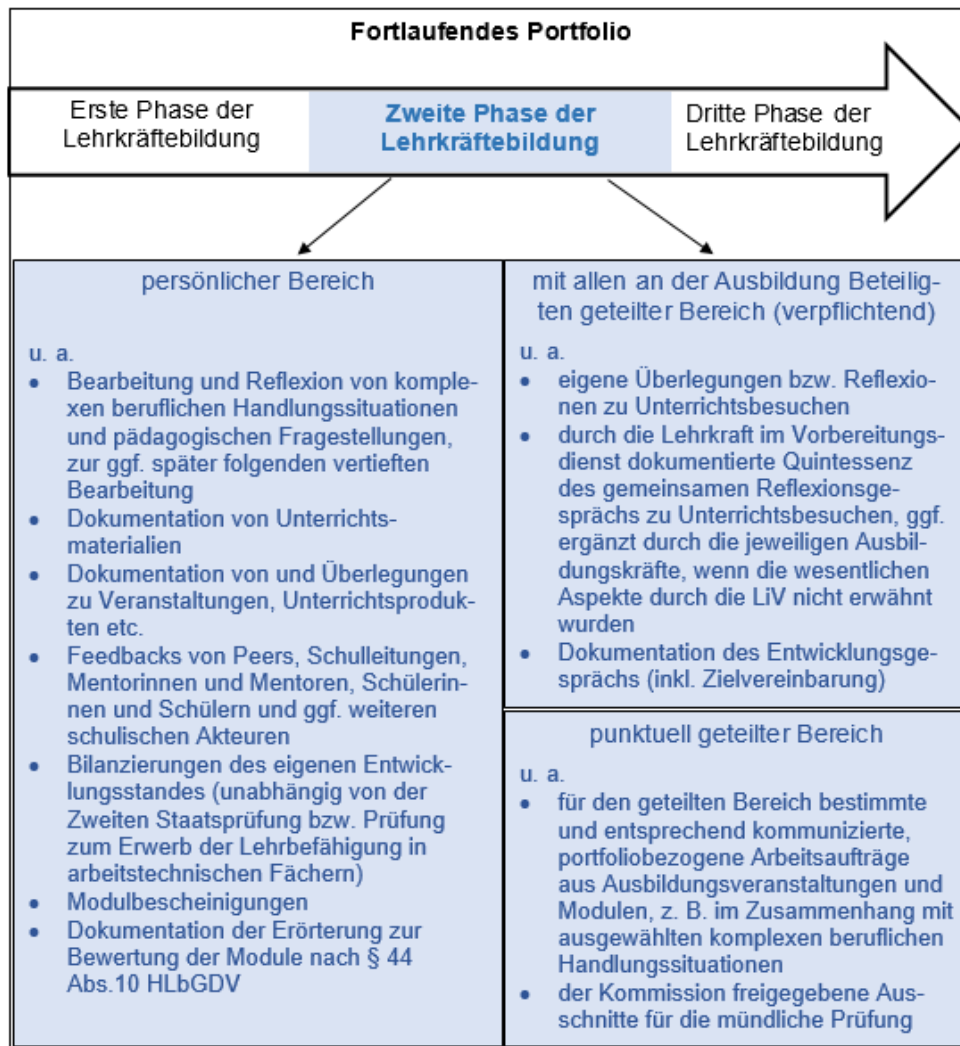 Fortlaufendes Portfolio
Erste Phase der
Lehrkräftebildung
Zweite Phase der
Lehrkräftebildung
Dritte Phase der
Lehrkräftebildung
persönlicher Bereich
u. a.
• Bearbeitung und Reflexion von komple-
xen beruflichen Handlungssituationen
und pädagogischen Fragestellungen,
zur ggf. später folgenden vertieften
Bearbeitung
• Dokumentation von Unterrichts-
materialien
• Dokumentation von und Überlegungen
zu Veranstaltungen, Unterrichtsproduk-
ten etc.
• Feedbacks von Peers, Schulleitungen,
Mentorinnen und Mentoren, Schülerin-
nen und Schülern und ggf. weiteren
schulischen Akteuren
• Bilanzierungen des eigenen Entwick-
lungsstandes (unabhängig von der
Zweiten Staatsprüfung bzw. Prüfung
zum Erwerb der Lehrbefähigung in
arbeitstechnischen Fächern)
• Modulbescheinigungen
• Dokumentation der Erörterung zur
Bewertung der Module nach § 44
Abs.10 HLbGDV
mit allen an der Ausbildung Beteilig-
ten geteilter Bereich (verpflichtend)
u. a.
• eigene Überlegungen bzw. Reflexio-
nen zu Unterrichtsbesuchen
• durch die Lehrkraft im Vorbereitungs-
dienst dokumentierte Quintessenz
des gemeinsamen Reflexionsge-
sprächs zu Unterrichtsbesuchen, ggf.
ergänzt durch die jeweiligen Ausbil-
dungskräfte, wenn die wesentlichen
Aspekte durch die LiV nicht erwähnt
wurden
• Dokumentation des Entwicklungsge-
sprächs (inkl. Zielvereinbarung)
punktuell geteilter Bereich
u. a.
• für den geteilten Bereich bestimmte
und entsprechend kommunizierte,
portfoliobezogene Arbeitsaufträge
aus Ausbildungsveranstaltungen und
Modulen, z. B. im Zusammenhang mit
ausgewählten komplexen beruflichen
Handlungssituationen
• der Kommission freigegebene Aus-
schnitte für die mündliche Prüfung